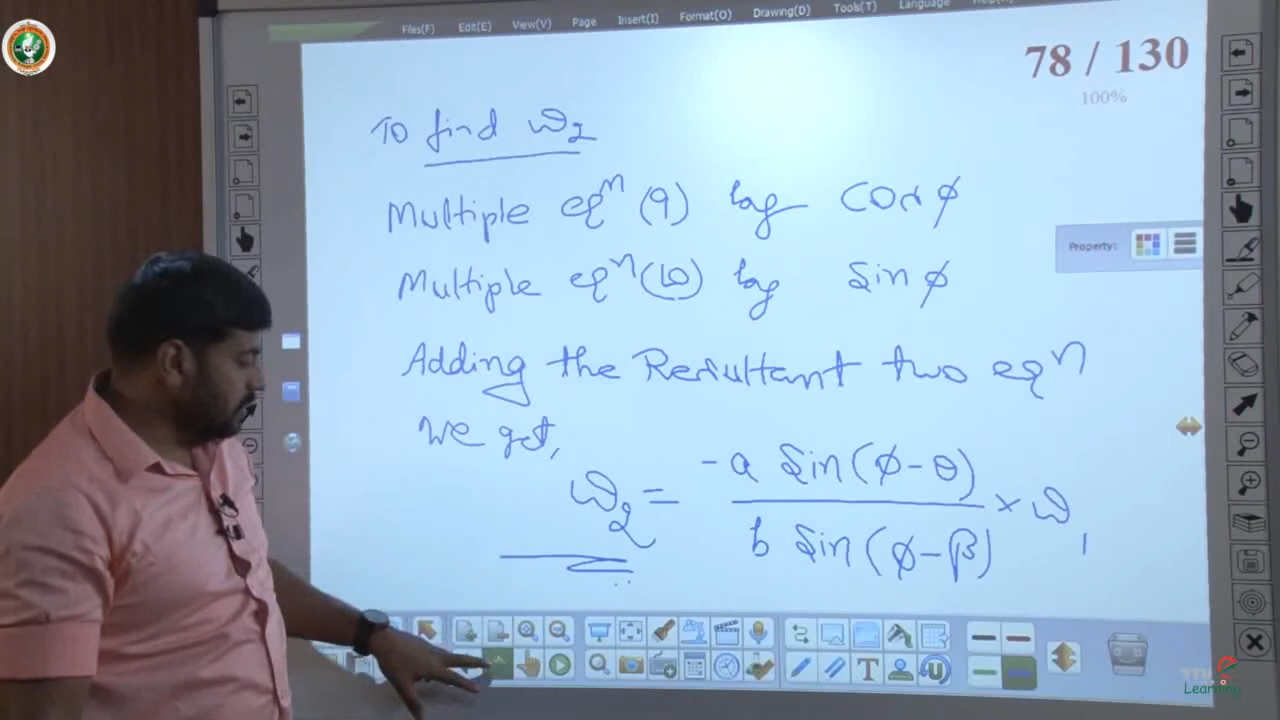 Files(F) Edit(E) View(V) Page Insert(I) Format(O) Drawing(D) Tools(T) Language
78 / 130
100%
To find ω₂
Multiple eqⁿ (9) by Cos φ
Multiple eqⁿ (10) by Sin φ
Property:
Adding the Resultant two eqⁿ
we get,
ω₂ = -a Sin(φ-θ) / b Sin(φ-β) × ω₁
VTU e
Learning